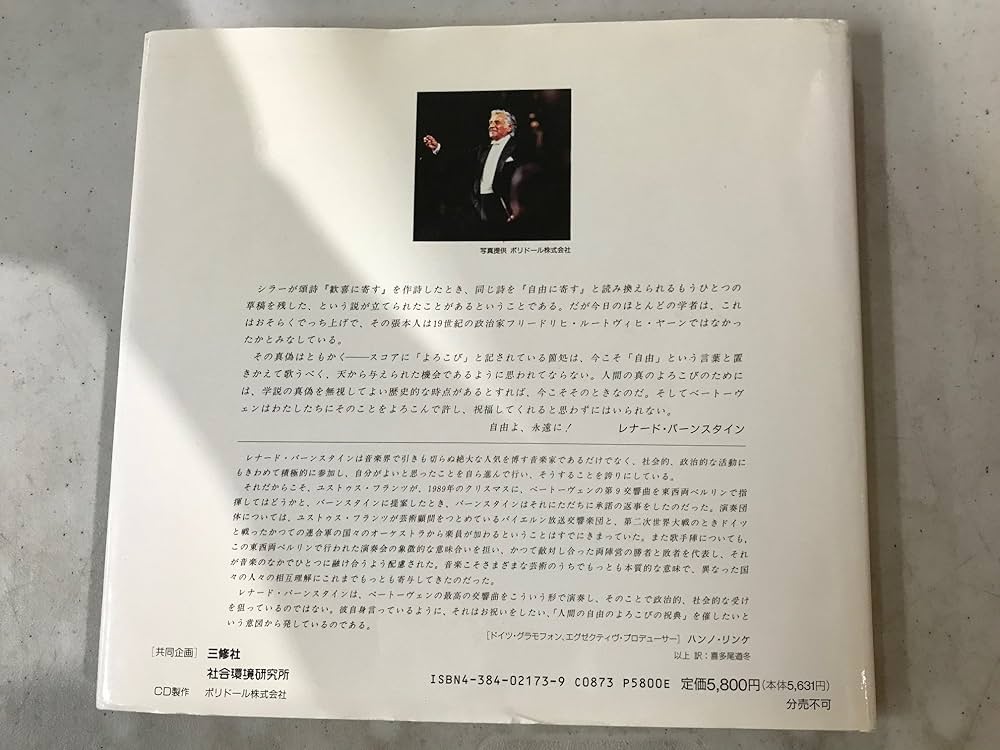 写真提供 ポリドール株式会社
シラーが頌詩『歓喜に寄す』を作詩したとき、同じ詩を『自由に寄す』と読み換えられるもうひとつの
草稿を残した、という説が立てられたことがあるということである。だが今日のほとんどの学者は、これ
はおそらくでっち上げで、その張本人は19世紀の政治家フリードリヒ・ルートヴィヒ・ヤーンではなかっ
たかとみなしている。
その真偽はともかく——スコアに「よろこび」と記されている箇処は、今こそ「自由」という言葉と置
きかえて歌うべく、天から与えられた機会であるように思われてならない。人間の真のよろこびのために
は、学説の真偽を無視してよい歴史的な時点があるとすれば、今こそそのときなのだ。そしてベートーヴ
ェンはわたしたちにそのことをよろこんで許し、祝福してくれると思わずにはいられない。
自由よ、永遠に! レナード・バーンスタイン
レナード・バーンスタインは音楽界で引きも切らぬ絶大な人気を博す音楽家であるだけでなく、社会的、政治的な活動に
もきわめて積極的に参加し、自分がよいと思ったことを自ら進んで行い、そうすることを誇りにしている。
それだからこそ、ユストゥス・フランツが、1989年のクリスマスに、ベートーヴェンの第9交響曲を東西両ベルリンで指
揮してはどうかと、バーンスタインに提案したとき、バーンスタインはそれにただちに承諾の返事をしたのだった。演奏団
体については、ユストゥス・フランツが芸術顧問をつとめているバイエルン放送交響楽団と、第二次世界大戦のときドイツ
と戦ったかつての連合軍の国々のオーケストラから楽員が加わるということはすでにきまっていた。また歌手陣についても、
この東西両ベルリンで行われた演奏会の象徴的な意味合いを担い、かつて敵対し合った両陣営の勝者と敗者を代表し、それ
が音楽のなかでひとつに融け合うよう配慮された。音楽こそさまざまな芸術のうちでもっとも本質的な意味で、異なった国
々の人々の相互理解にこれまでもっとも寄与してきたのだった。
レナード・バーンスタインは、ベートーヴェンの最高の交響曲をこういう形で演奏し、そのことで政治的、社会的な受け
を狙っているのではない。彼自身言っているように、それはお祝いをしたい、「人間の自由のよろこびの祝典」を催したいと
いう意図から発しているのである。
[ドイツ・グラモフォン、エグゼクティヴ・プロデューサー] ハンノ・リンケ
以上 訳:喜多尾道冬
[共同企画] 三修社
社会環境研究所
CD製作 ポリドール株式会社
ISBN4-384-02173-9 C0873 P5800E 定価5,800円(本体5,631円)
分売不可